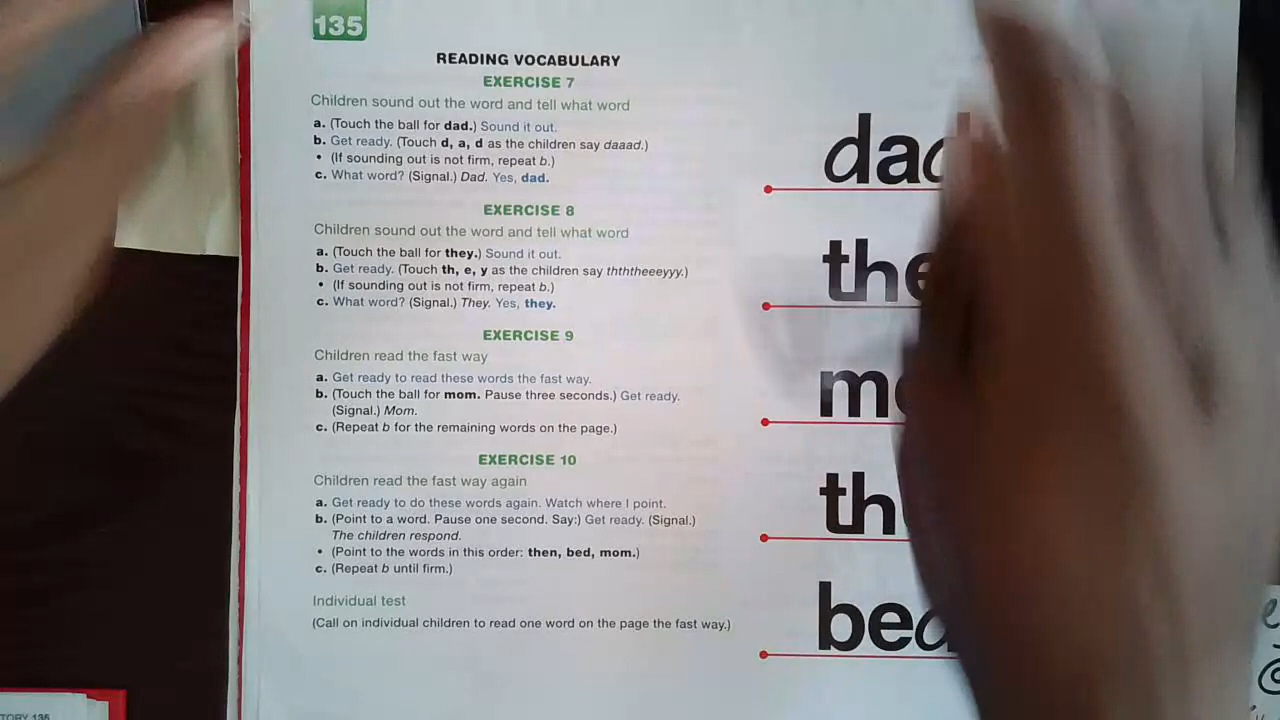 135
READING VOCABULARY
EXERCISE 7
Children sound out the word and tell what word
a. (Touch the ball for dad.) Sound it out.
b. Get ready. (Touch d, a, d as the children say daaad.)
• (If sounding out is not firm, repeat b.)
c. What word? (Signal.) Dad. Yes, dad.
EXERCISE 8
Children sound out the word and tell what word
a. (Touch the ball for they.) Sound it out.
b. Get ready. (Touch th, e, y as the children say thththeeeyyy.)
• (If sounding out is not firm, repeat b.)
c. What word? (Signal.) They. Yes, they.
EXERCISE 9
Children read the fast way
a. Get ready to read these words the fast way.
b. (Touch the ball for mom. Pause three seconds.) Get ready.
(Signal.) Mom.
c. (Repeat b for the remaining words on the page.)
EXERCISE 10
Children read the fast way again
a. Get ready to do these words again. Watch where I point.
b. (Point to a word. Pause one second. Say:) Get ready. (Signal.)
The children respond.
• (Point to the words in this order: then, bed, mom.)
c. (Repeat b until firm.)
Individual test
(Call on individual children to read one word on the page the fast way.)
dad
the
bed
TORY 135